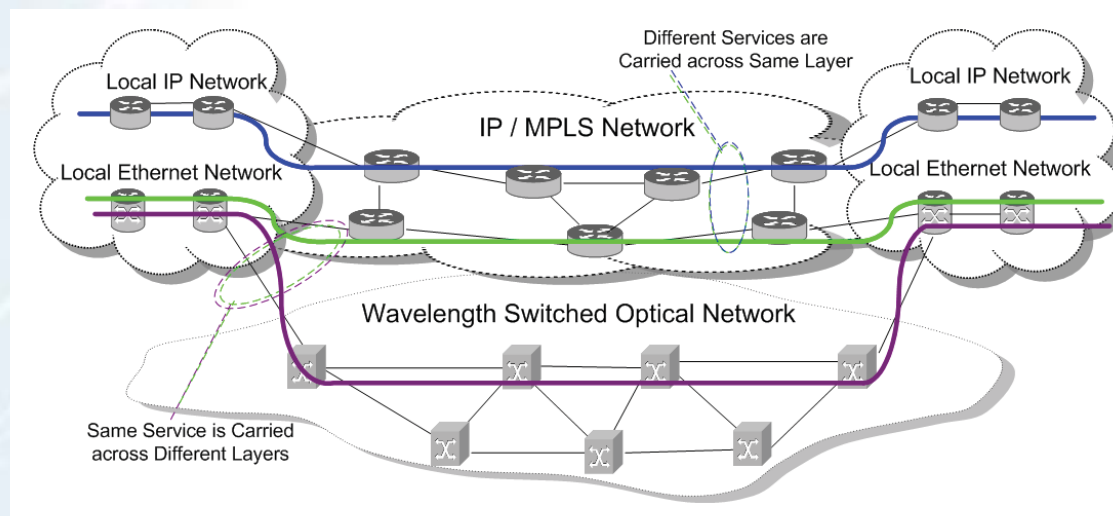 Different Services are
Carried across Same Layer
Local IP Network
Local IP Network
IP / MPLS Network
Local Ethernet Network
Local Ethernet Network
Wavelength Switched Optical Network
Same Service is Carried
across Different Layers